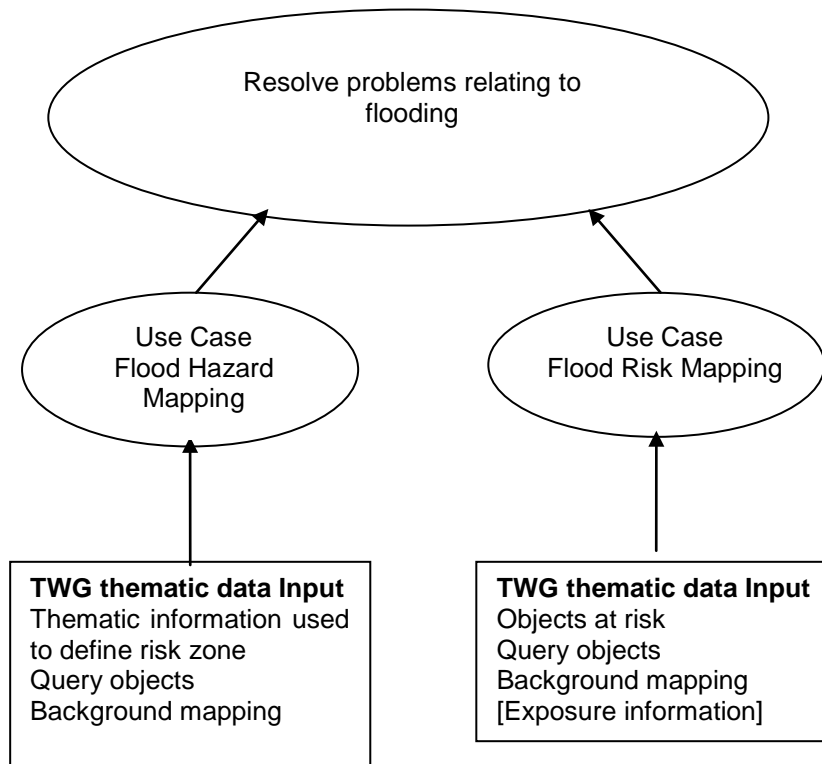 Resolve problems relating to
flooding
Use Case
Flood Hazard
Mapping
Use Case
Flood Risk Mapping
TWG thematic data Input
Thematic information used
to define risk zone
Query objects
Background mapping
TWG thematic data Input
Objects at risk
Query objects
Background mapping
[Exposure information]